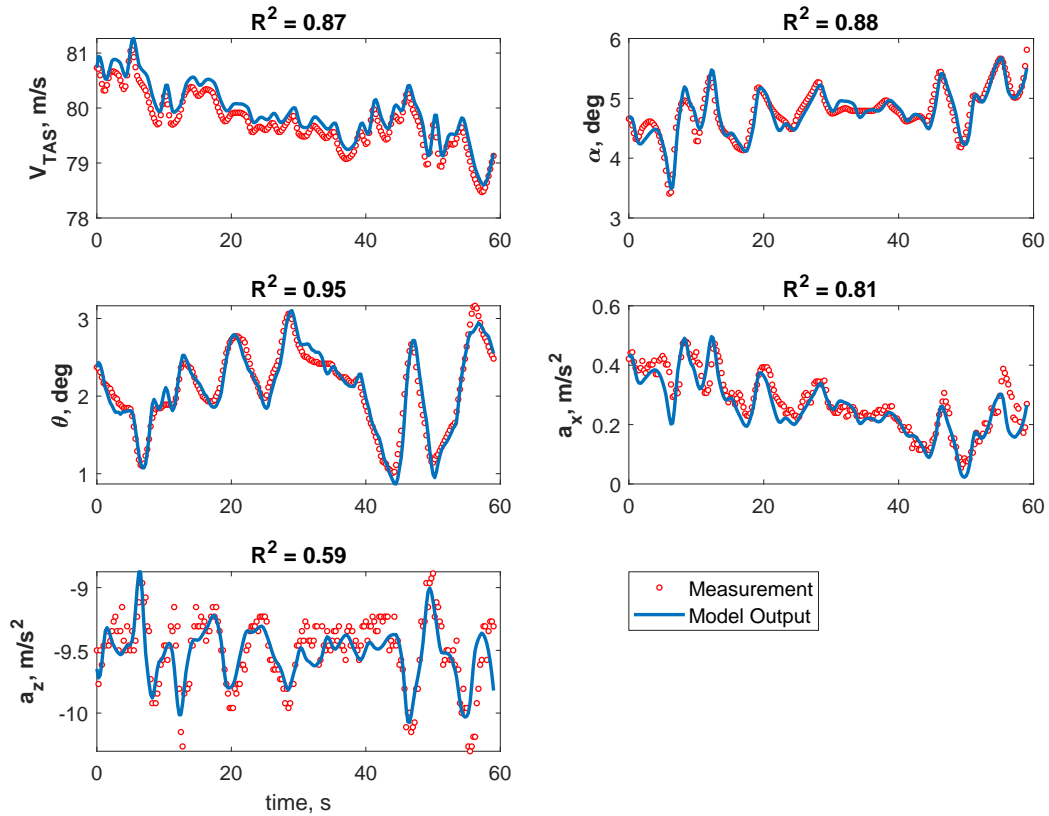 R² = 0.87
81
80
79
78
V_TAS, m/s
0 20 40 60
R² = 0.88
6
5
4
3
α, deg
0 20 40 60
R² = 0.95
3
2
1
θ, deg
0 20 40 60
R² = 0.81
0.6
0.4
0.2
0
a_x, m/s²
0 20 40 60
R² = 0.59
-9
-9.5
-10
a_z, m/s²
0 20 40 60
time, s
Measurement
Model Output